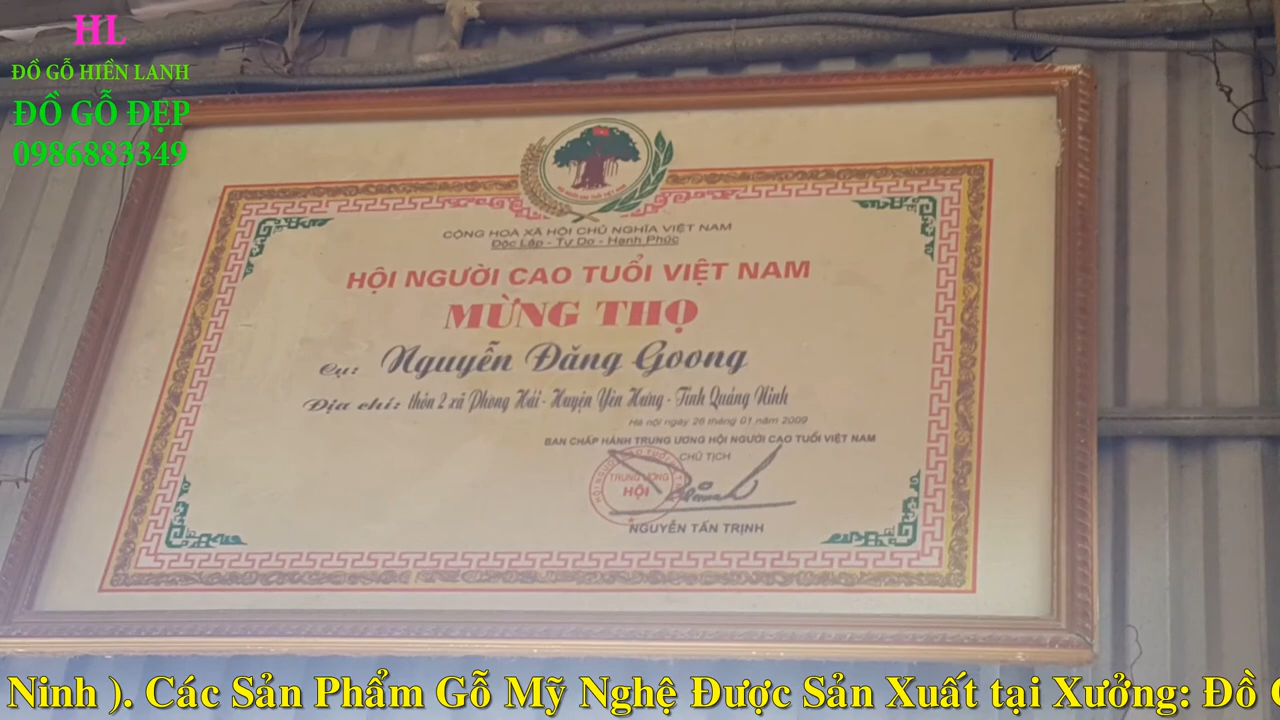 HL
ĐỒ GỖ HIỀN LANH
ĐỒ GỖ ĐẸP
0986883349
CỘNG HOA XÃ HỘI CHỦ NGHĨA VIỆT NAM
Độc Lập - Tự Do - Hạnh Phúc
HỘI NGƯỜI CAO TUỔI VIỆT NAM
MỪNG THỌ
Cụ: Nguyễn Đăng Goong
Địa chỉ: thôn 2 xã Phong Hải - Huyện Yên Hưng - Tỉnh Quảng Ninh
Hà nội ngày 26 tháng 01 năm 2009
BAN CHẤP HÀNH TRUNG ƯƠNG HỘI NGƯỜI CAO TUỔI VIỆT NAM
CHỦ TỊCH
TRUNG ƯƠNG
HỘI
NGUYỄN TẤN TRỊNH
Ninh ). Các Sản Phẩm Gỗ Mỹ Nghệ Được Sản Xuất tại Xưởng: Đồ